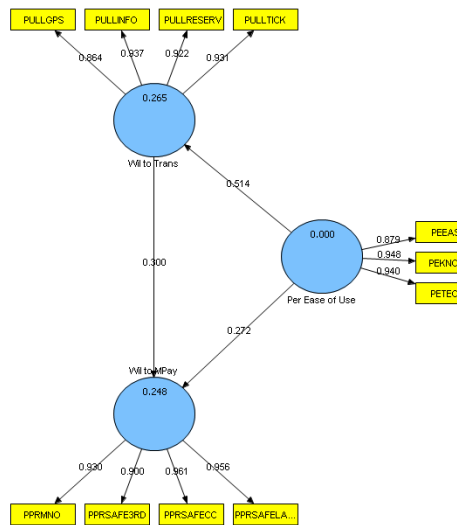 PULLGPS PULLINFO PULLRESERV PULLTICK
0.864 0.937 0.922 0.931
0.265
Wil to Trans
0.514
0.000
Per Ease of Use
0.879 PEEAS
0.948 PEKNO
0.940 PETEC
0.300
0.272
Wil to MPay
0.248
0.930 0.900 0.961 0.956
PPRMNO PPRSAFE3RD PPRSAFECC PPRSAFELA...